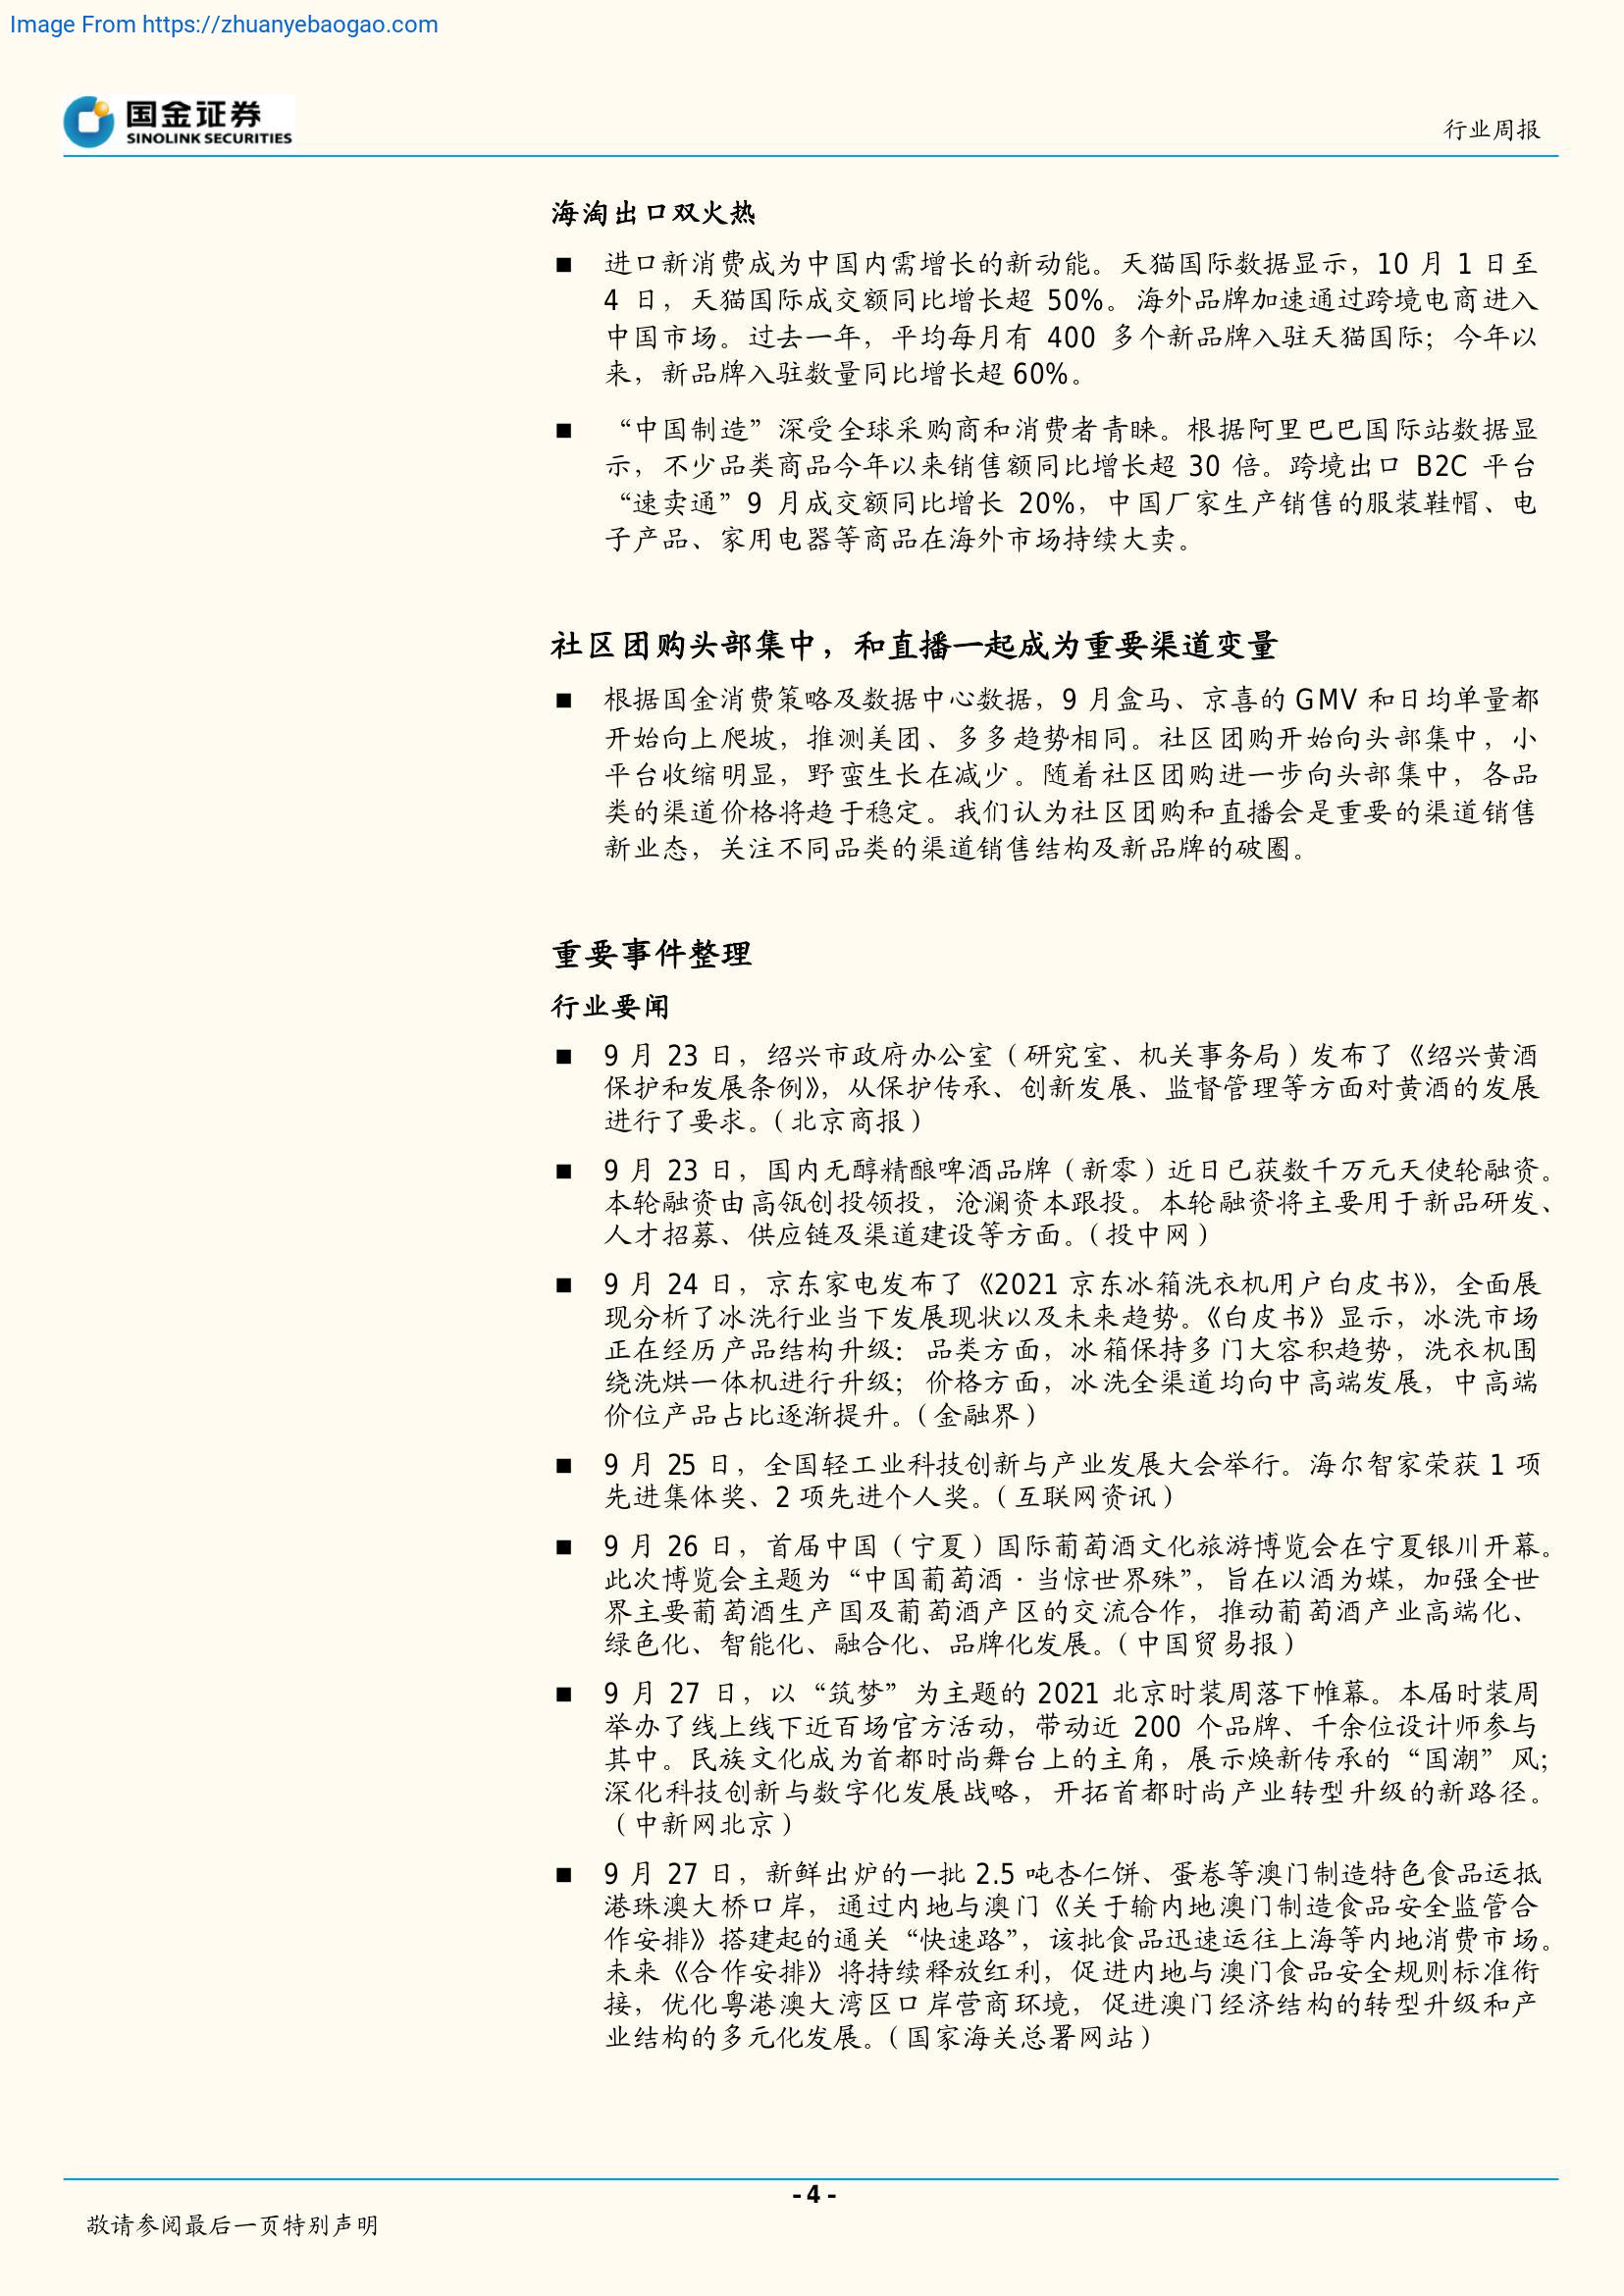 Image From https://zhuanyebaogao.com
国金证券
SINOLINK SECURITIES
行业周报
海淘出口双火热
■ 进口新消费成为中国内需增长的新动能。天猫国际数据显示，10 月 1 日至
4 日，天猫国际成交额同比增长超 50%。海外品牌加速通过跨境电商进入
中国市场。过去一年，平均每月有 400 多个新品牌入驻天猫国际；今年以
来，新品牌入驻数量同比增长超 60%。
■ “中国制造”深受全球采购商和消费者青睐。根据阿里巴巴国际站数据显
示，不少品类商品今年以来销售额同比增长超 30 倍。跨境出口 B2C 平台
“速卖通”9 月成交额同比增长 20%，中国厂家生产销售的服装鞋帽、电
子产品、家用电器等商品在海外市场持续大卖。
社区团购头部集中，和直播一起成为重要渠道变量
■ 根据国金消费策略及数据中心数据，9 月盒马、京喜的 GMV 和日均单量都
开始向上爬坡，推测美团、多多趋势相同。社区团购开始向头部集中，小
平台收缩明显，野蛮生长在减少。随着社区团购进一步向头部集中，各品
类的渠道价格将趋于稳定。我们认为社区团购和直播会是重要的渠道销售
新业态，关注不同品类的渠道销售结构及新品牌的破圈。
重要事件整理
行业要闻
■ 9 月 23 日，绍兴市政府办公室（研究室、机关事务局）发布了《绍兴黄酒
保护和发展条例》，从保护传承、创新发展、监督管理等方面对黄酒的发展
进行了要求。（北京商报）
■ 9 月 23 日，国内无醇精酿啤酒品牌（新零）近日已获数千万元天使轮融资。
本轮融资由高瓴创投领投，沧澜资本跟投。本轮融资将主要用于新品研发、
人才招募、供应链及渠道建设等方面。（投中网）
■ 9 月 24 日，京东家电发布了《2021 京东冰箱洗衣机用户白皮书》，全面展
现分析了冰洗行业当下发展现状以及未来趋势。《白皮书》显示，冰洗市场
正在经历产品结构升级：品类方面，冰箱保持多门大容积趋势，洗衣机围
绕洗烘一体机进行升级；价格方面，冰洗全渠道均向中高端发展，中高端
价位产品占比逐渐提升。（金融界）
■ 9 月 25 日，全国轻工业科技创新与产业发展大会举行。海尔智家荣获 1 项
先进集体奖、2 项先进个人奖。（互联网资讯）
■ 9 月 26 日，首届中国（宁夏）国际葡萄酒文化旅游博览会在宁夏银川开幕。
此次博览会主题为“中国葡萄酒·当惊世界殊”，旨在以酒为媒，加强全世
界主要葡萄酒生产国及葡萄酒产区的交流合作，推动葡萄酒产业高端化、
绿色化、智能化、融合化、品牌化发展。（中国贸易报）
■ 9 月 27 日，以“筑梦”为主题的 2021 北京时装周落下帷幕。本届时装周
举办了线上线下近百场官方活动，带动近 200 个品牌、千余位设计师参与
其中。民族文化成为首都时尚舞台上的主角，展示焕新传承的“国潮”风；
深化科技创新与数字化发展战略，开拓首都时尚产业转型升级的新路径。
（中新网北京）
■ 9 月 27 日，新鲜出炉的一批 2.5 吨杏仁饼、蛋卷等澳门制造特色食品运抵
港珠澳大桥口岸，通过内地与澳门《关于输内地澳门制造食品安全监管合
作安排》搭建起的通关“快速路”，该批食品迅速运往上海等内地消费市场。
未来《合作安排》将持续释放红利，促进内地与澳门食品安全规则标准衔
接，优化粤港澳大湾区口岸营商环境，促进澳门经济结构的转型升级和产
业结构的多元化发展。（国家海关总署网站）
- 4 -
敬请参阅最后一页特别声明